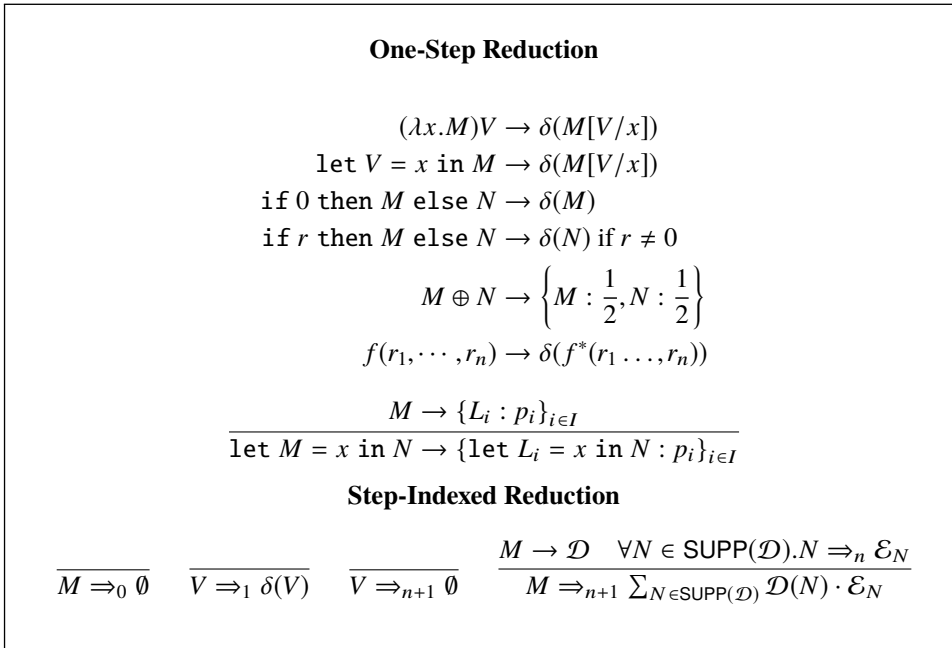 One-Step Reduction
(λx.M)V → δ(M[V/x])
let V = x in M → δ(M[V/x])
if 0 then M else N → δ(M)
if r then M else N → δ(N) if r ≠ 0
M ⊕ N → {M : 1/2, N : 1/2}
f(r₁, ⋯ , rₙ) → δ(f*(r₁ … , rₙ))
M → {Lᵢ : pᵢ}ᵢ∈I
let M = x in N → {let Lᵢ = x in N : pᵢ}ᵢ∈I
Step-Indexed Reduction
M → 𝒟 ∀N ∈ SUPP(𝒟).N ⇒ₙ ℰ_N
M ⇒₀ ∅ V ⇒₁ δ(V) V ⇒ₙ₊₁ ∅ M ⇒ₙ₊₁ ∑_{N∈SUPP(𝒟)} 𝒟(N) · ℰ_N